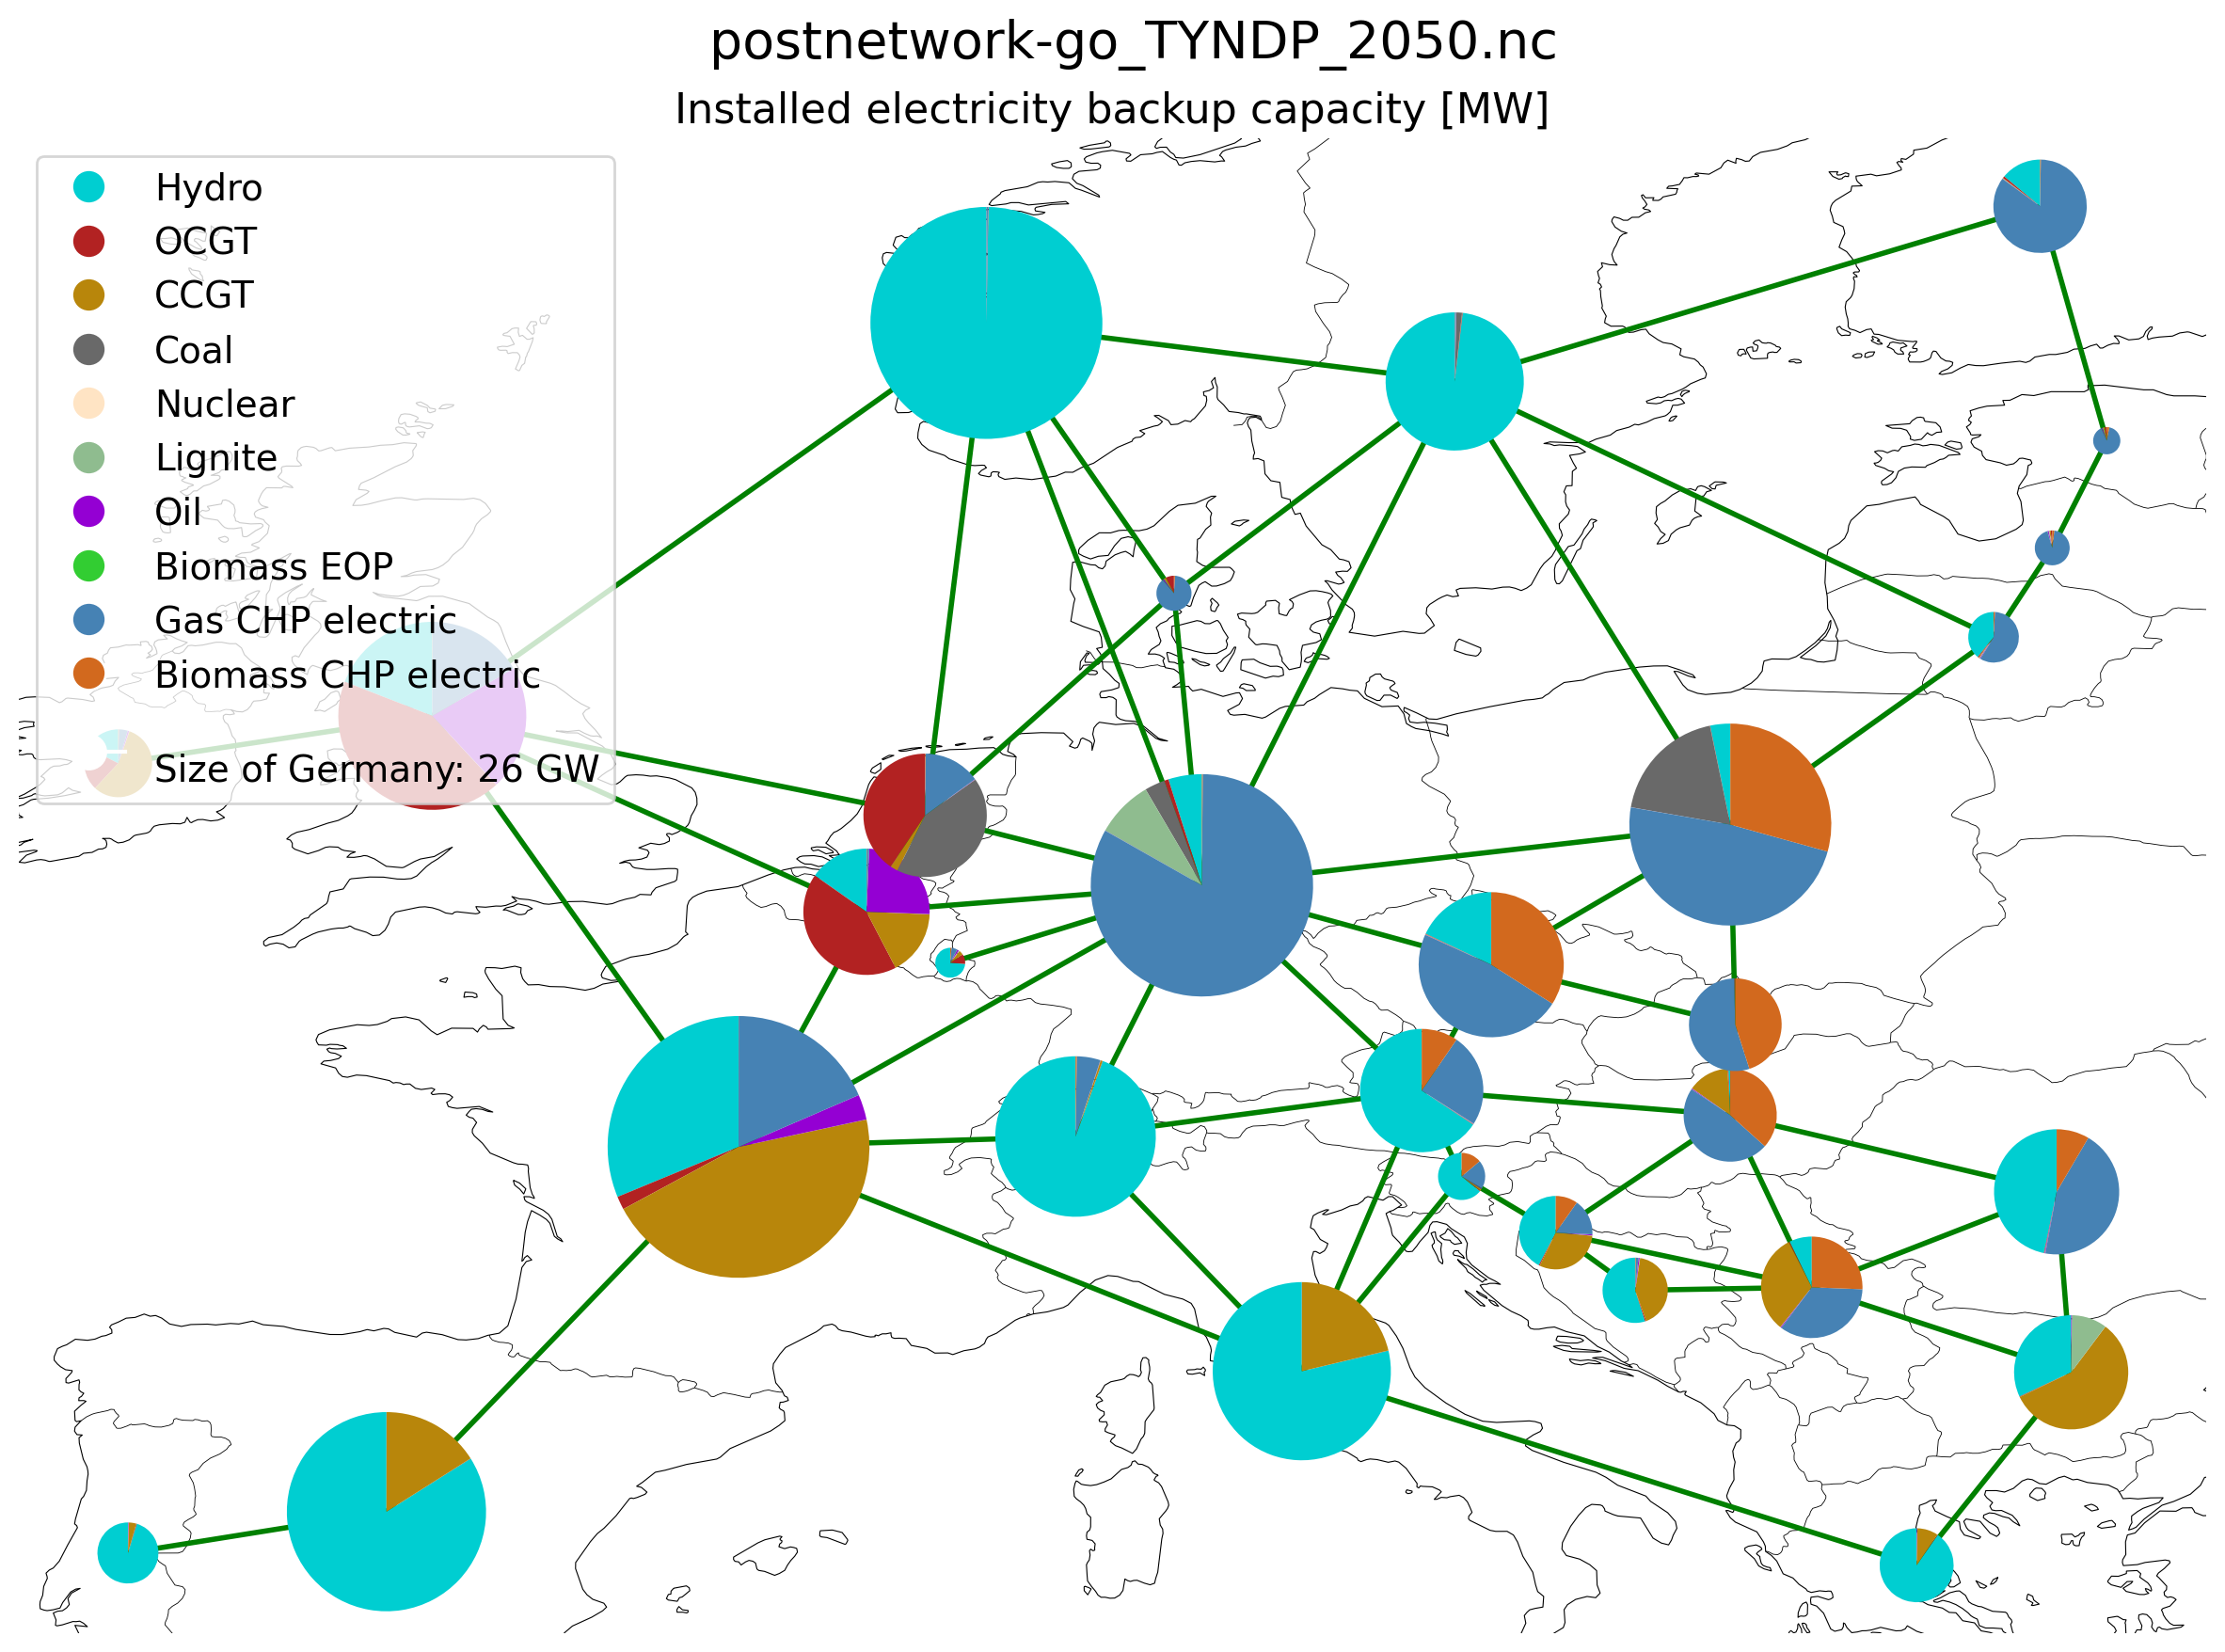 postnetwork-go_TYNDP_2050.nc
Installed electricity backup capacity [MW]
Hydro
OCGT
CCGT
Coal
Nuclear
Lignite
Oil
Biomass EOP
Gas CHP electric
Biomass CHP electric
Size of Germany: 26 GW